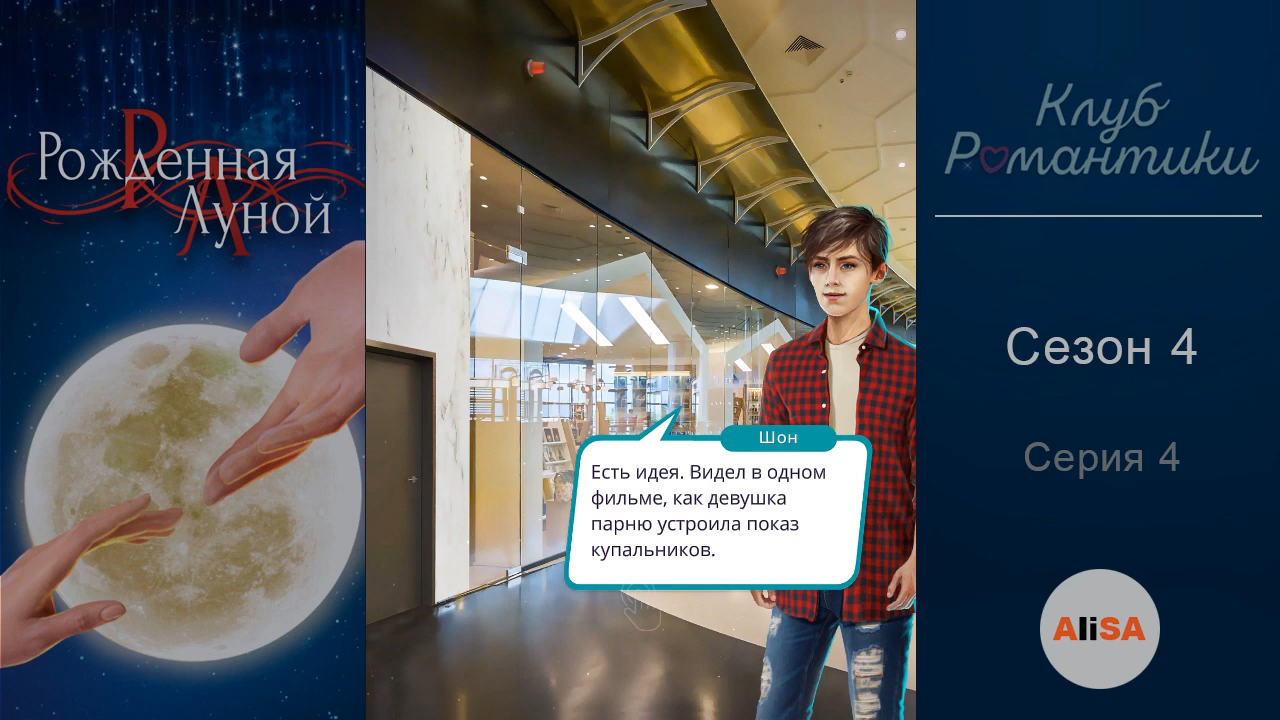 Рожденная
Луной
Шон
Есть идея. Видел в одном
фильме, как девушка
парню устроила показ
купальников.
Клуб
Романтики
Сезон 4
Серия 4
AliSA